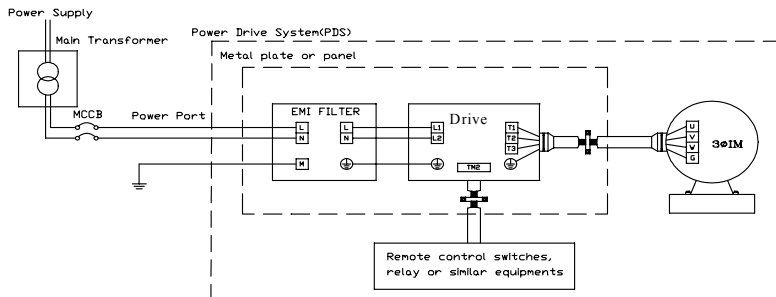 Power Supply
Main Transformer
Power Drive System(PDS)
Metal plate or panel
MCCB
Power Port
EMI FILTER
Drive
L
L
L1
T1
N
N
L2
T2
T3
M
TM2
U
V
W
G
3øIM
Remote control switches,
relay or similar equipments